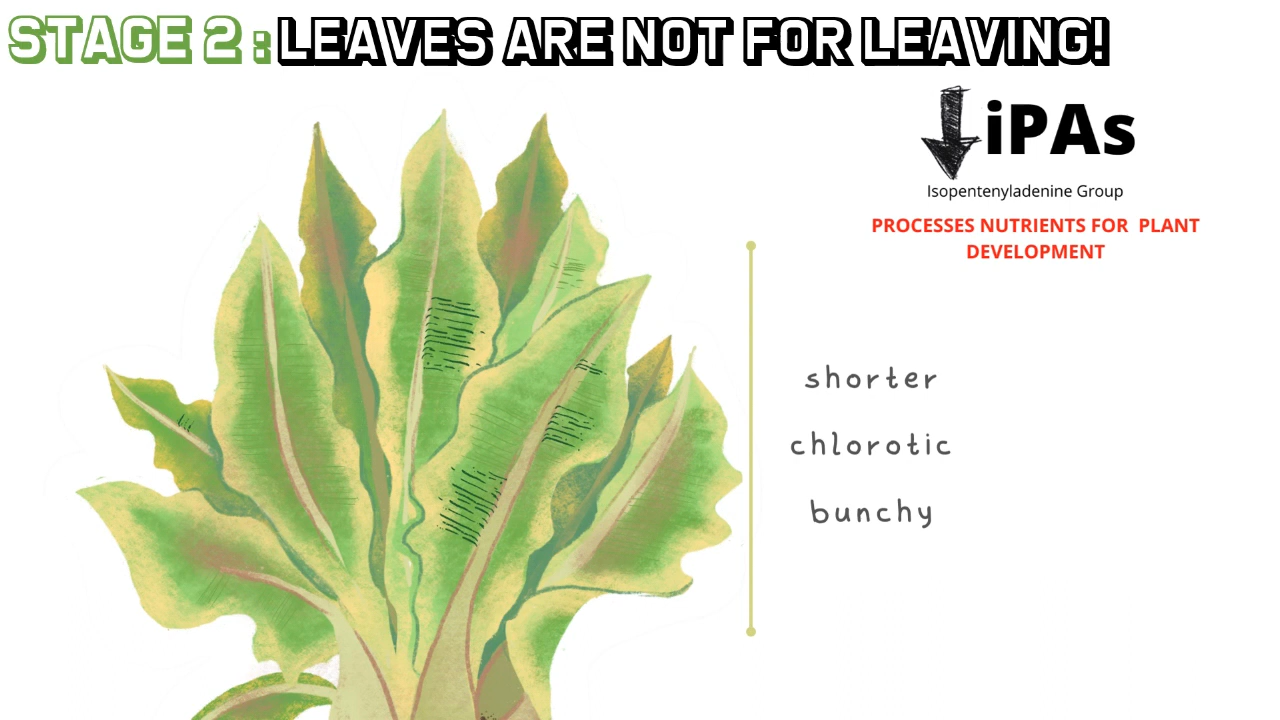 STAGE 2 : LEAVES ARE NOT FOR LEAVING!
iPAs
Isopentenyladenine Group
PROCESSES NUTRIENTS FOR PLANT
DEVELOPMENT
shorter
chlorotic
bunchy